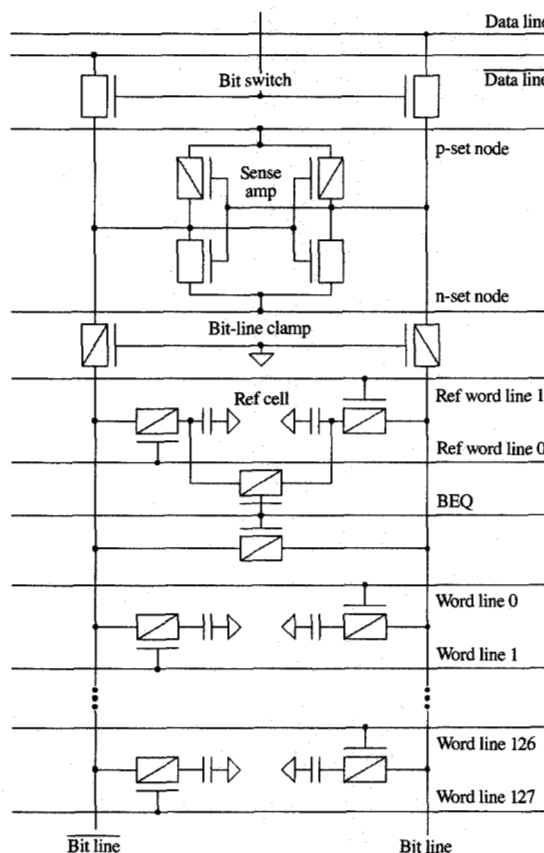 Data line
Data line
Bit switch
p-set node
Sense
amp
n-set node
Bit-line clamp
Ref cell
Ref word line 1
Ref word line 0
BEQ
Word line 0
Word line 1
Word line 126
Word line 127
Bit line
Bit line